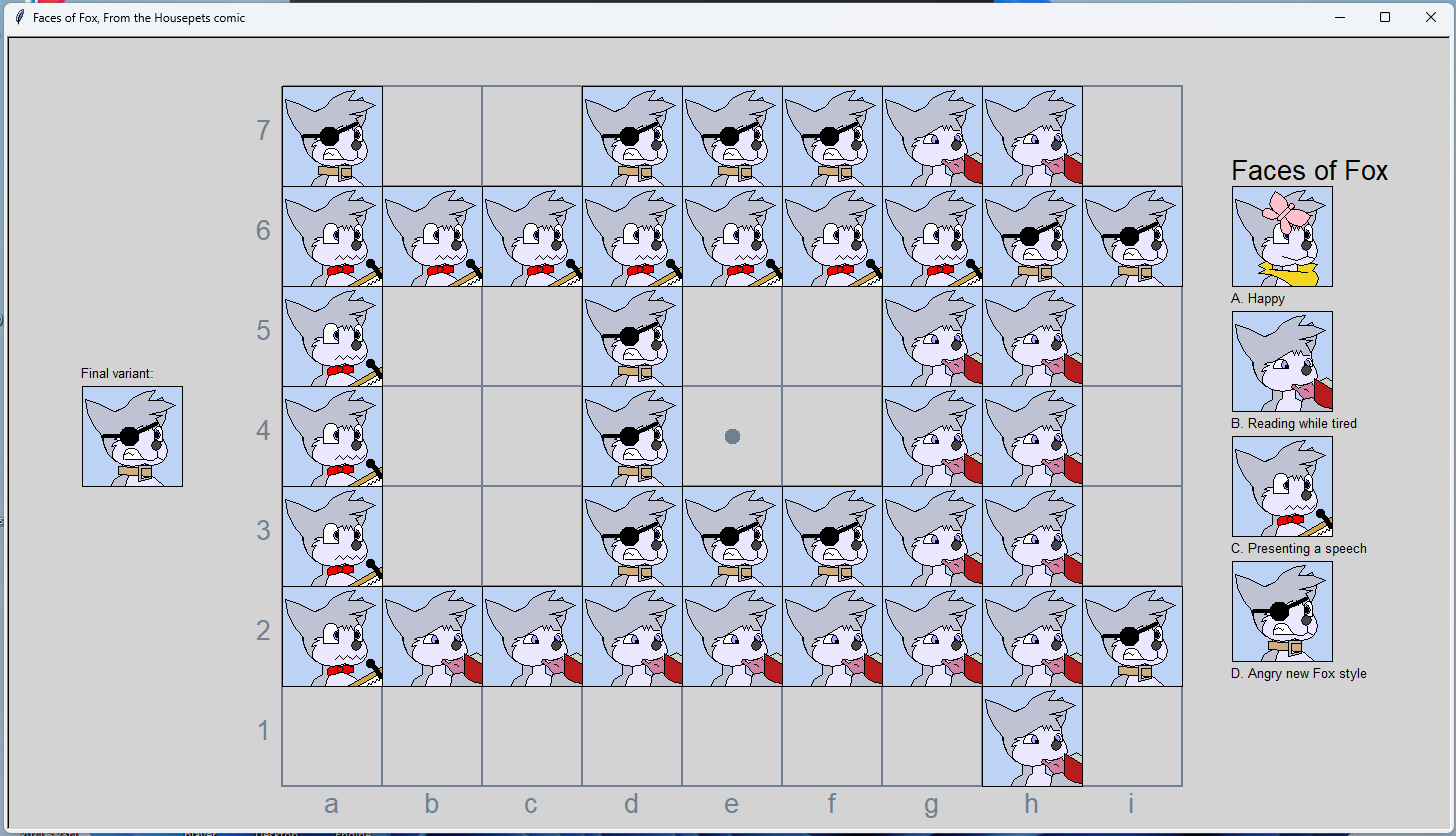 Faces of Fox, From the Housepets comic
7
6
5
4
3
2
1
a b c d e f g h i
Final variant:
Faces of Fox
A. Happy
B. Reading while tired
C. Presenting a speech
D. Angry new Fox style